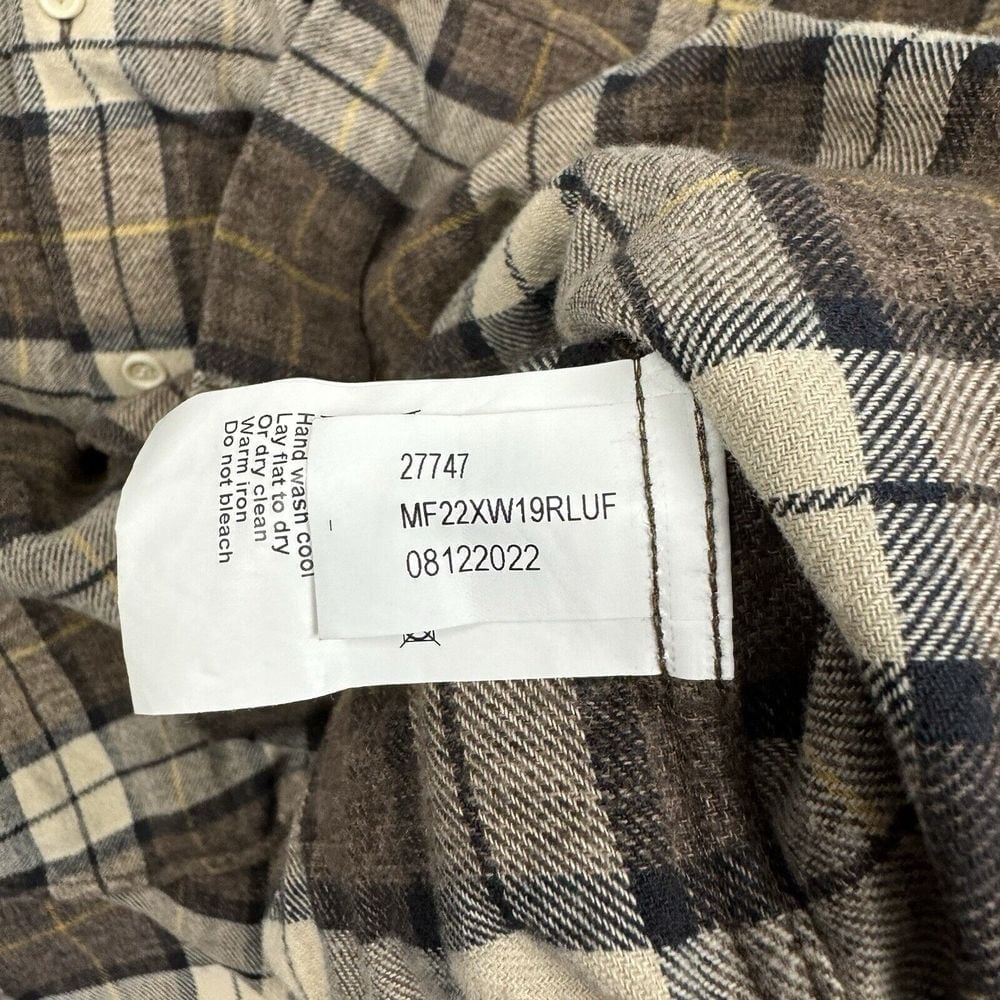 Hand wash cool
Lay flat to dry
Or dry clean
Warm iron
Do not bleach
27747
MF22XW19RLUF
08122022